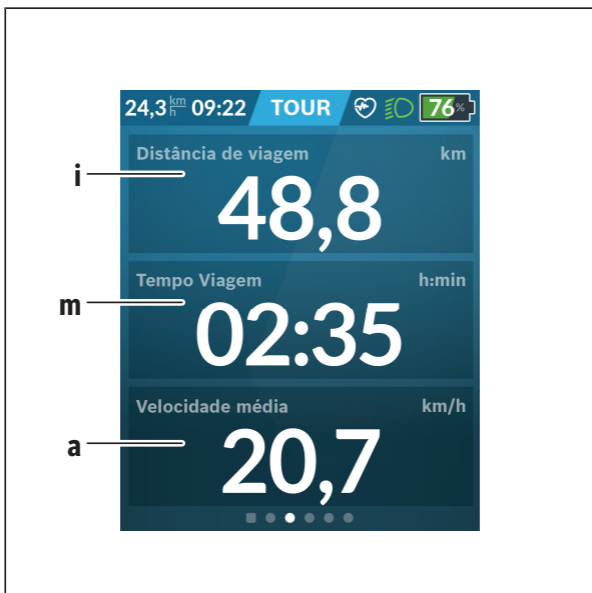 24,3 km/h 09:22 TOUR 76%
Distância de viagem km
i
48,8
Tempo Viagem h:min
m
02:35
Velocidade média km/h
a
20,7